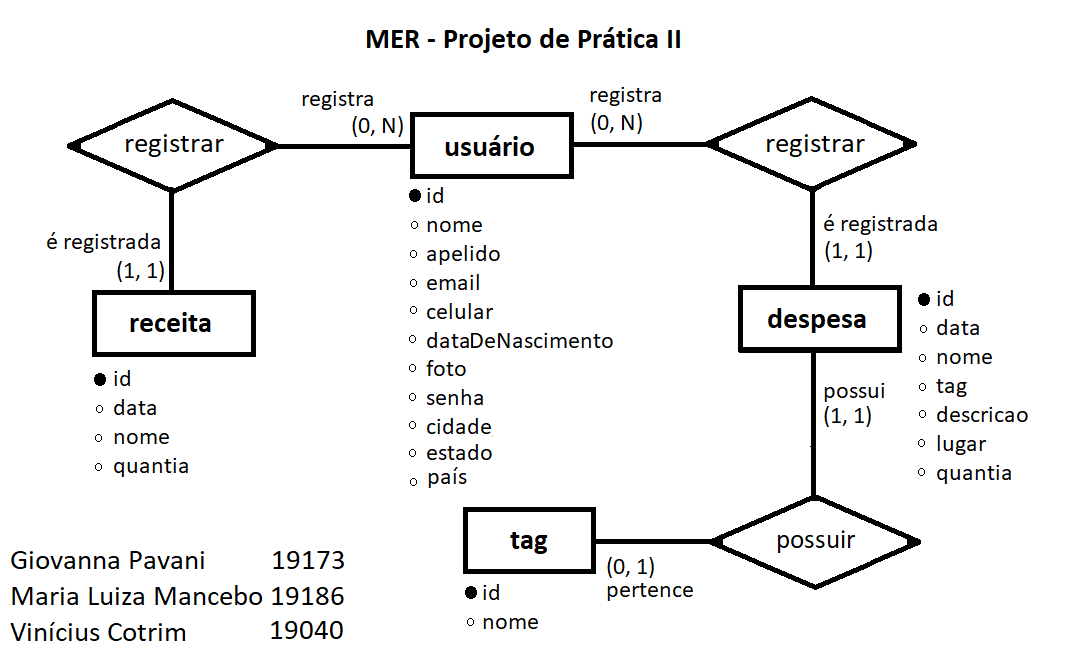 MER - Projeto de Prática II
registrar
registra
(0, N)
usuário
registra
(0, N)
registrar
id
nome
apelido
email
celular
dataDeNascimento
foto
senha
cidade
estado
país
é registrada
(1, 1)
receita
id
data
nome
quantia
é registrada
(1, 1)
despesa
id
data
nome
tag
descricao
lugar
quantia
possui
(1, 1)
possuir
tag
(0, 1)
pertence
id
nome
Giovanna Pavani 19173
Maria Luiza Mancebo 19186
Vinícius Cotrim 19040